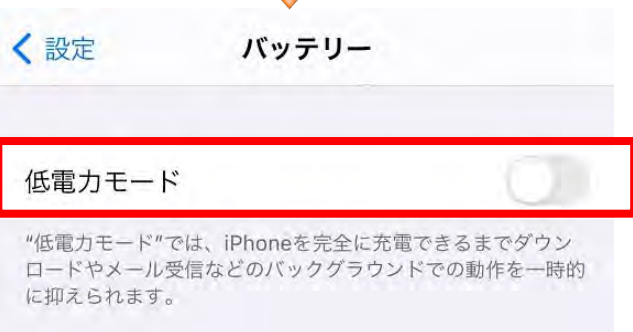 設定
バッテリー
低電力モード
“低電力モード”では、iPhoneを完全に充電できるまでダウン
ロードやメール受信などのバックグラウンドでの動作を一時的
に抑えられます。